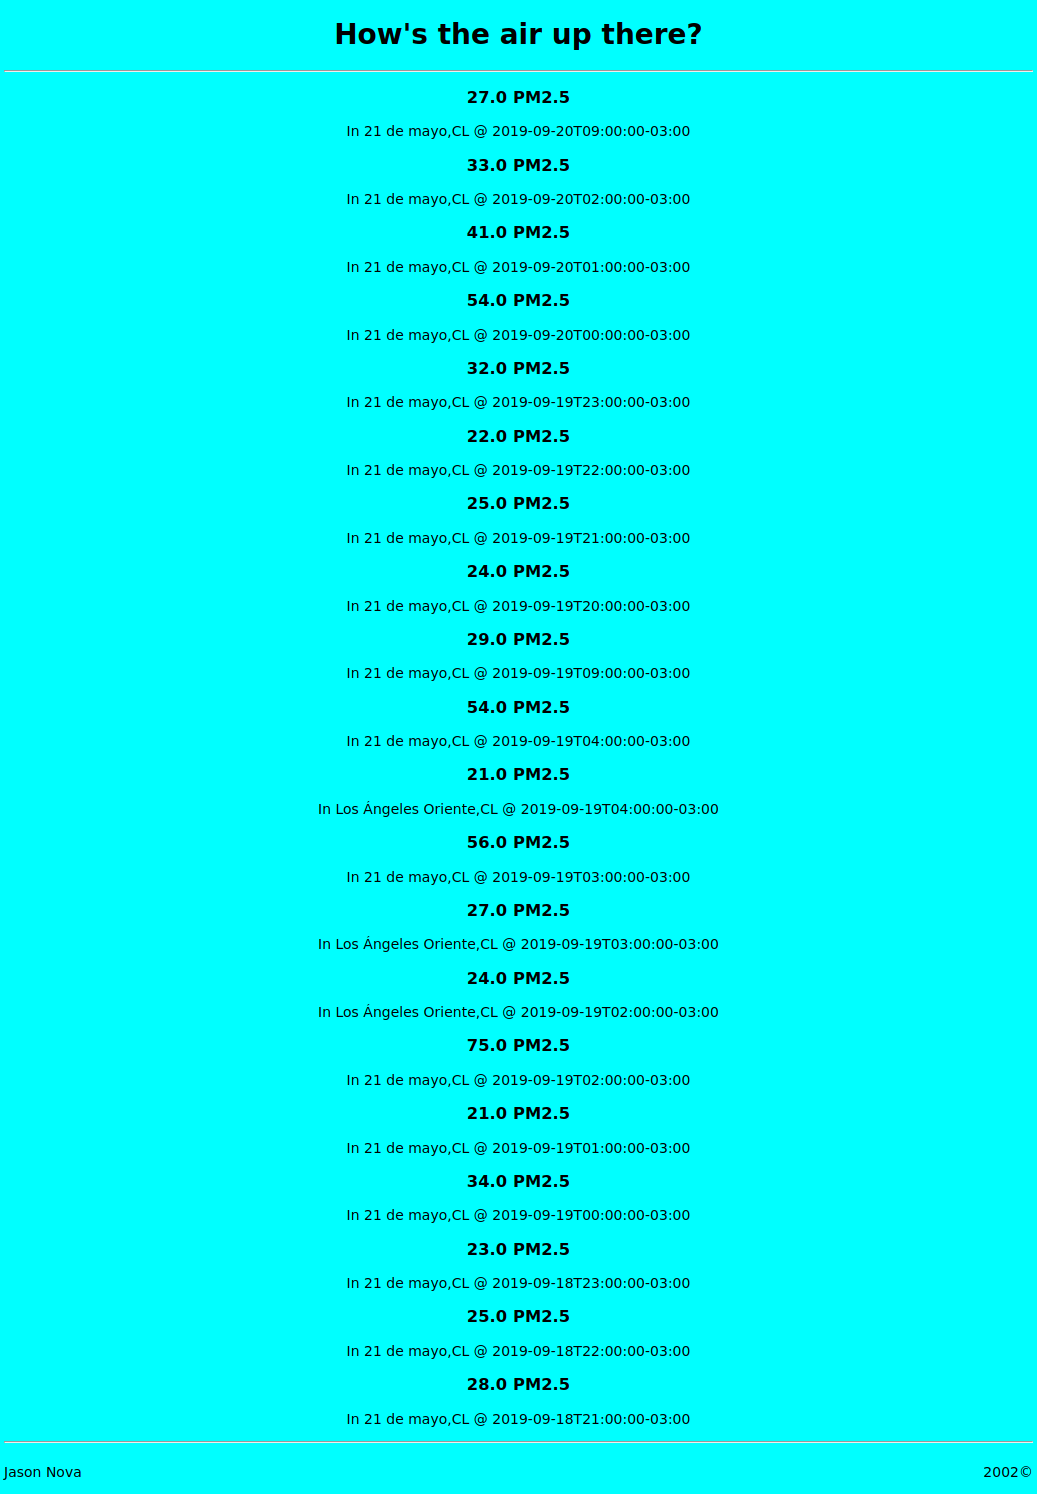 How's the air up there?
27.0 PM2.5
In 21 de mayo,CL @ 2019-09-20T09:00:00-03:00
33.0 PM2.5
In 21 de mayo,CL @ 2019-09-20T02:00:00-03:00
41.0 PM2.5
In 21 de mayo,CL @ 2019-09-20T01:00:00-03:00
54.0 PM2.5
In 21 de mayo,CL @ 2019-09-20T00:00:00-03:00
32.0 PM2.5
In 21 de mayo,CL @ 2019-09-19T23:00:00-03:00
22.0 PM2.5
In 21 de mayo,CL @ 2019-09-19T22:00:00-03:00
25.0 PM2.5
In 21 de mayo,CL @ 2019-09-19T21:00:00-03:00
24.0 PM2.5
In 21 de mayo,CL @ 2019-09-19T20:00:00-03:00
29.0 PM2.5
In 21 de mayo,CL @ 2019-09-19T09:00:00-03:00
54.0 PM2.5
In 21 de mayo,CL @ 2019-09-19T04:00:00-03:00
21.0 PM2.5
In Los Ángeles Oriente,CL @ 2019-09-19T04:00:00-03:00
56.0 PM2.5
In 21 de mayo,CL @ 2019-09-19T03:00:00-03:00
27.0 PM2.5
In Los Ángeles Oriente,CL @ 2019-09-19T03:00:00-03:00
24.0 PM2.5
In Los Ángeles Oriente,CL @ 2019-09-19T02:00:00-03:00
75.0 PM2.5
In 21 de mayo,CL @ 2019-09-19T02:00:00-03:00
21.0 PM2.5
In 21 de mayo,CL @ 2019-09-19T01:00:00-03:00
34.0 PM2.5
In 21 de mayo,CL @ 2019-09-19T00:00:00-03:00
23.0 PM2.5
In 21 de mayo,CL @ 2019-09-18T23:00:00-03:00
25.0 PM2.5
In 21 de mayo,CL @ 2019-09-18T22:00:00-03:00
28.0 PM2.5
In 21 de mayo,CL @ 2019-09-18T21:00:00-03:00
Jason Nova 2002©